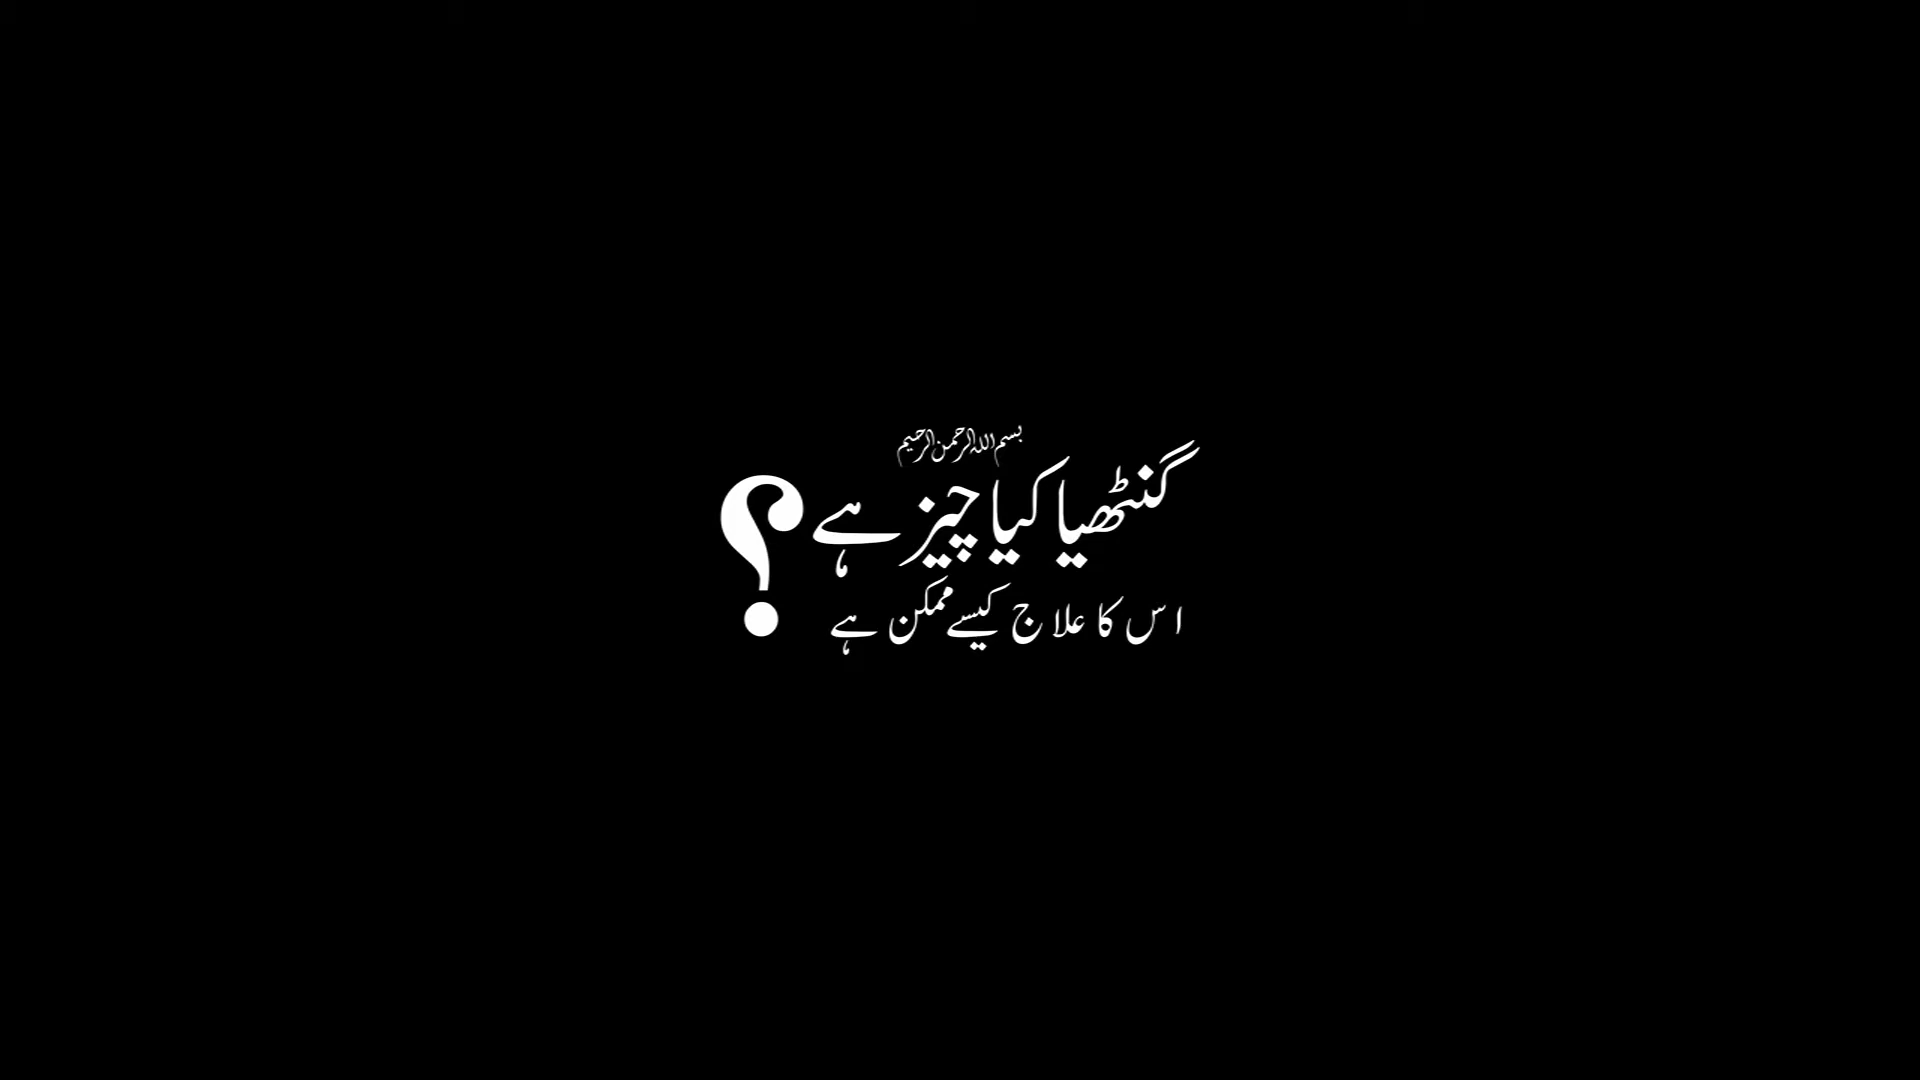 بسم اللہ الرحمن الرحیم
گنٹھیا کیا چیز ہے ؟
اس کا علاج کیسے ممکن ہے